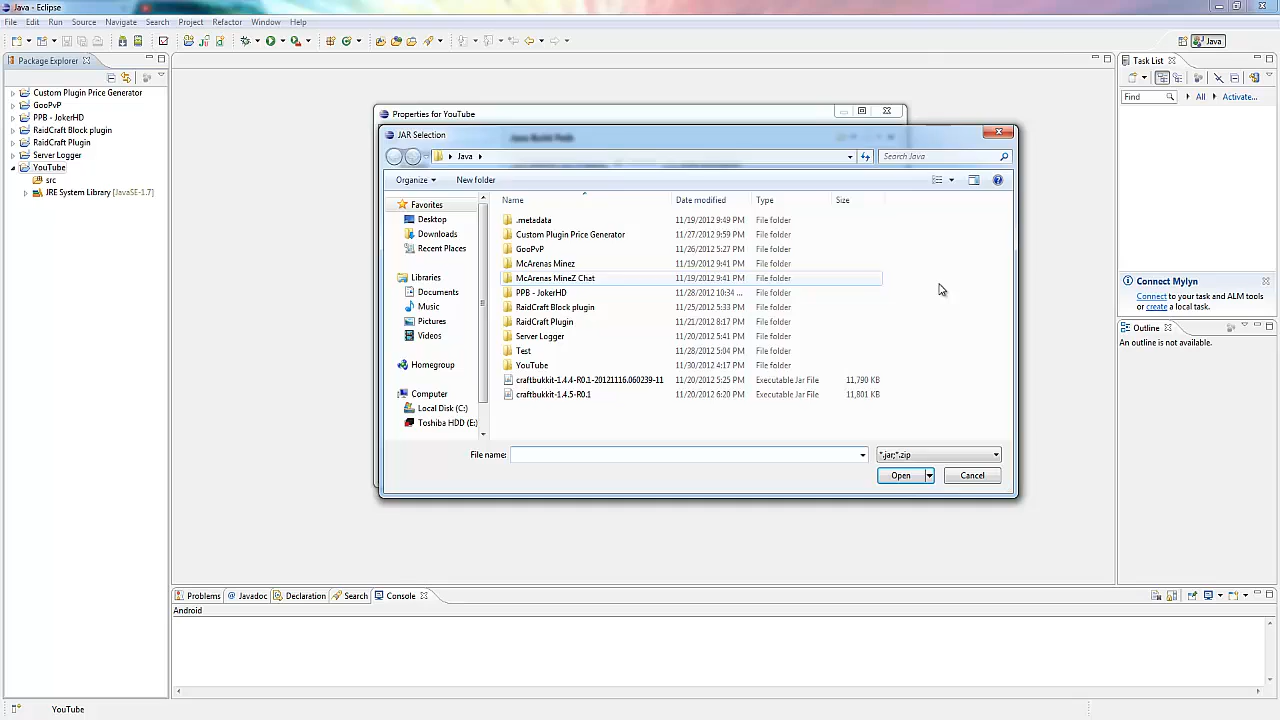 Java - Eclipse
File Edit Run Source Navigate Search Project Refactor Window Help
Java
Package Explorer
Custom Plugin Price Generator
GooPvP
PPB - JokerHD
RaidCraft Block plugin
RaidCraft Plugin
Server Logger
YouTube
src
JRE System Library [JavaSE-1.7]
Properties for YouTube
Java Build Path
JAR Selection
Java
Search Java
Organize New folder
Favorites
Desktop
Downloads
Recent Places
Libraries
Documents
Music
Pictures
Videos
Homegroup
Computer
Local Disk (C:)
Toshiba HDD (E:
Name Date modified Type Size
.metadata 11/19/2012 9:49 PM File folder
Custom Plugin Price Generator 11/27/2012 9:59 PM File folder
GooPvP 11/26/2012 5:27 PM File folder
McArenas Minez 11/19/2012 9:41 PM File folder
McArenas MineZ Chat 11/19/2012 9:41 PM File folder
PPB - JokerHD 11/28/2012 10:34 ... File folder
RaidCraft Block plugin 11/25/2012 5:33 PM File folder
RaidCraft Plugin 11/21/2012 8:17 PM File folder
Server Logger 11/20/2012 5:41 PM File folder
Test 11/28/2012 5:04 PM File folder
YouTube 11/30/2012 4:17 PM File folder
craftbukkit-1.4.4-R0.1-20121116.060239-11 11/20/2012 5:25 PM Executable Jar File 11,790 KB
craftbukkit-1.4.5-R0.1 11/20/2012 6:20 PM Executable Jar File 11,801 KB
File name: *.jar;*.zip
Open Cancel
Task List
Find All Activate...
Connect Mylyn
Connect to your task and ALM tools
or create a local task.
Outline
An outline is not available.
Problems Javadoc Declaration Search Console
Android
YouTube